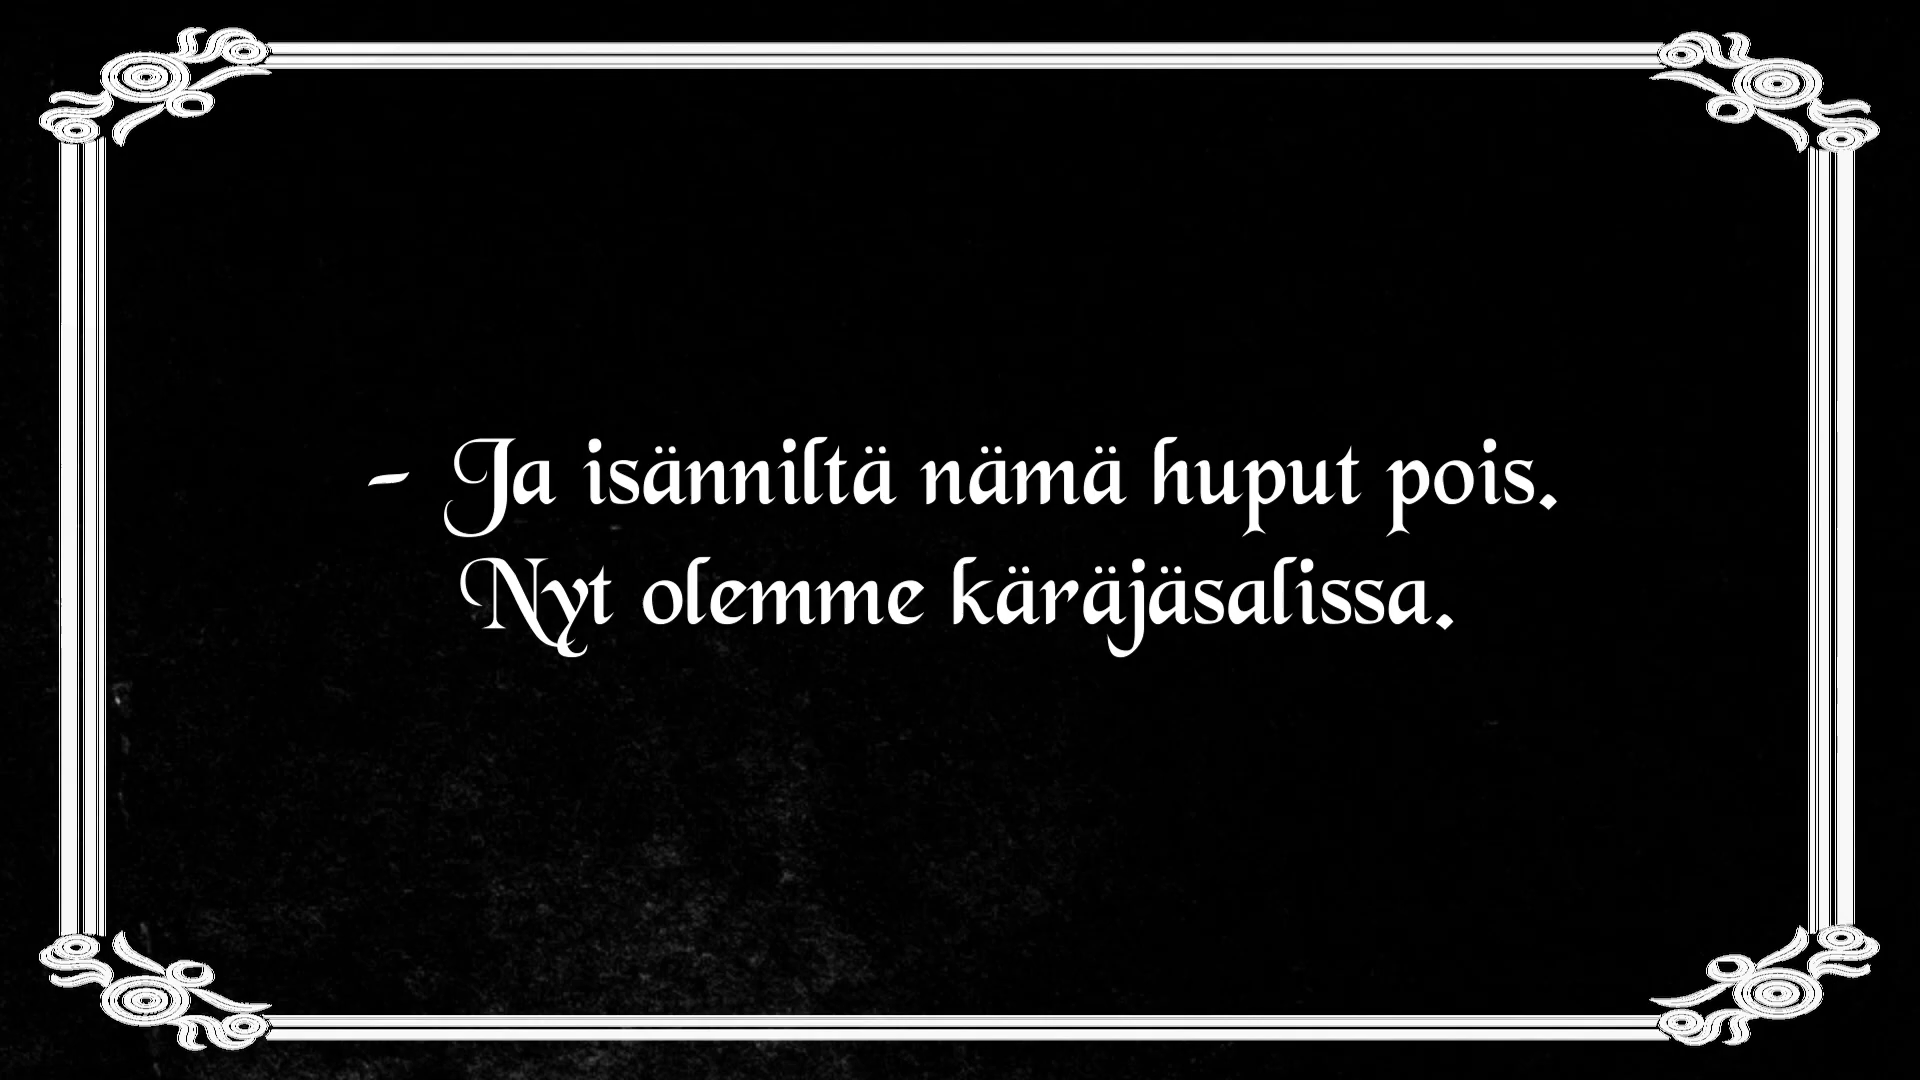 - Ja isänniltä nämä huput pois.
Nyt olemme käräjäsalissa.